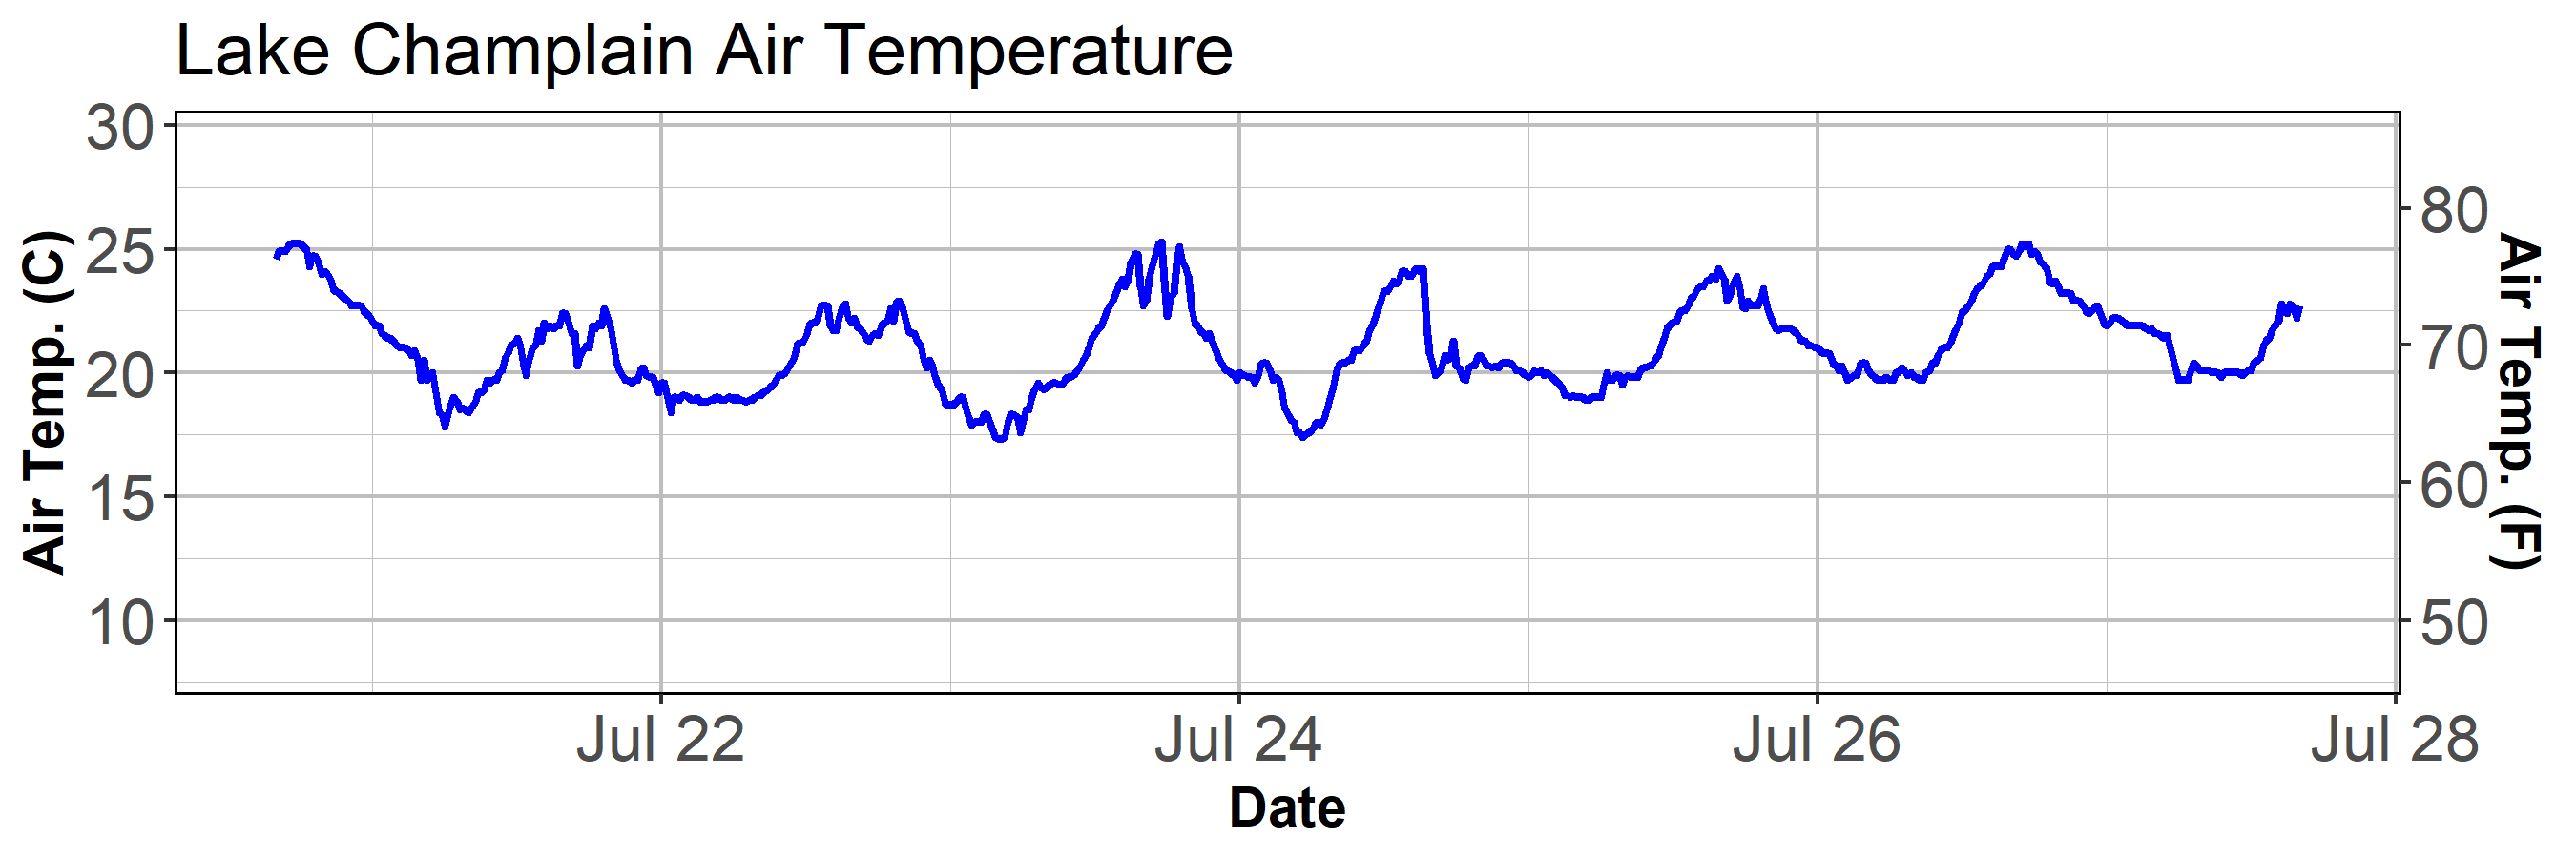 Lake Champlain Air Temperature
Air Temp. (C)
30
25
20
15
10
80
70
60
50
Air Temp. (F)
Jul 22
Jul 24
Jul 26
Jul 28
Date